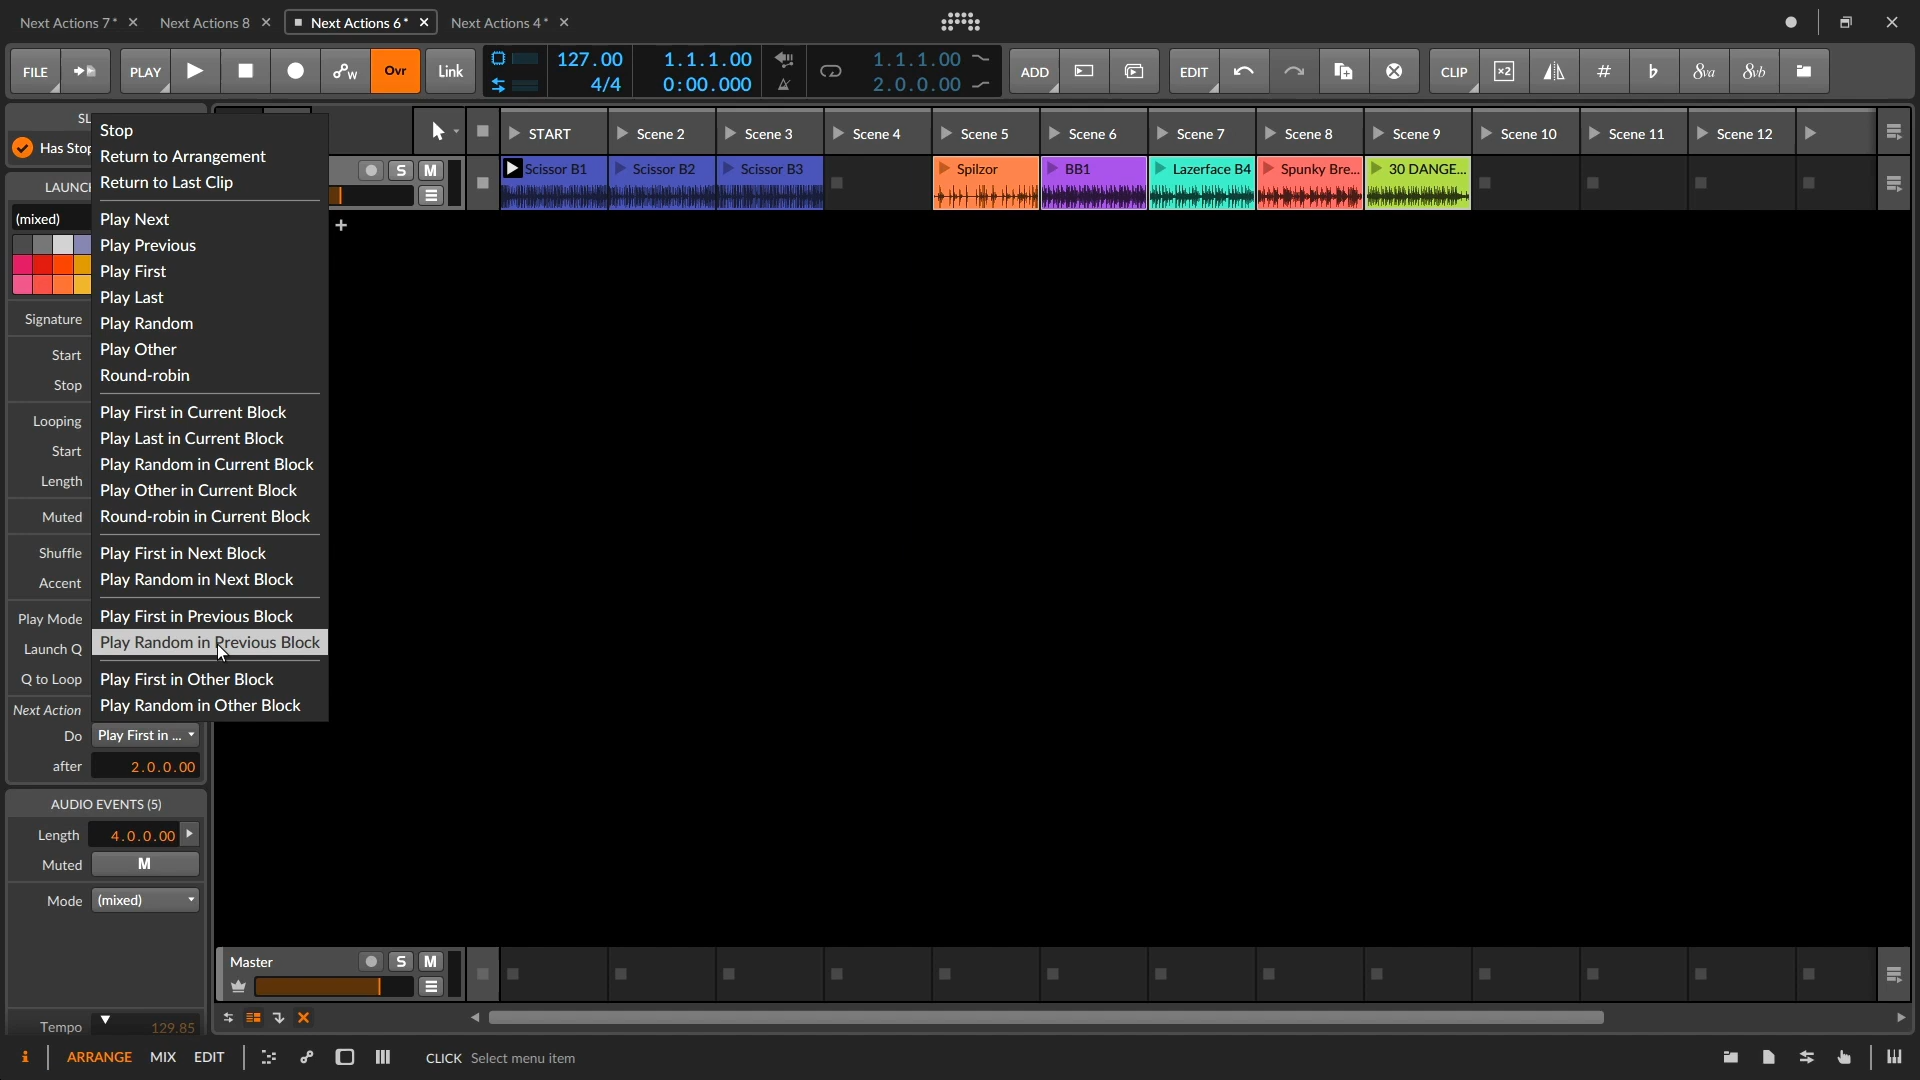 Next Actions 7* × Next Actions 8 × Next Actions 6* × Next Actions 4* ×
FILE PLAY Ovr Link 127.00 4/4 1.1.1.00 0:00.000 1.1.1.00 2.0.0.00 ADD EDIT CLIP x2 # ♭ 8va 8vb
START Scene 2 Scene 3 Scene 4 Scene 5 Scene 6 Scene 7 Scene 8 Scene 9 Scene 10 Scene 11 Scene 12
S M Scissor B1 Scissor B2 Scissor B3 Spilzor BB1 Lazerface B4 Spunky Bre... 30 DANGE...
SL
Has Stop
LAUNCH
(mixed)
Signature
Start
Stop
Looping
Start
Length
Muted
Shuffle
Accent
Play Mode
Launch Q
Q to Loop
Next Action
Stop
Return to Arrangement
Return to Last Clip
Play Next
Play Previous
Play First
Play Last
Play Random
Play Other
Round-robin
Play First in Current Block
Play Last in Current Block
Play Random in Current Block
Play Other in Current Block
Round-robin in Current Block
Play First in Next Block
Play Random in Next Block
Play First in Previous Block
Play Random in Previous Block
Play First in Other Block
Play Random in Other Block
+
Do Play First in ...
after 2.0.0.00
AUDIO EVENTS (5)
Length 4.0.0.00
Muted M
Mode (mixed)
Tempo 129.85
Master S M
i ARRANGE MIX EDIT CLICK Select menu item